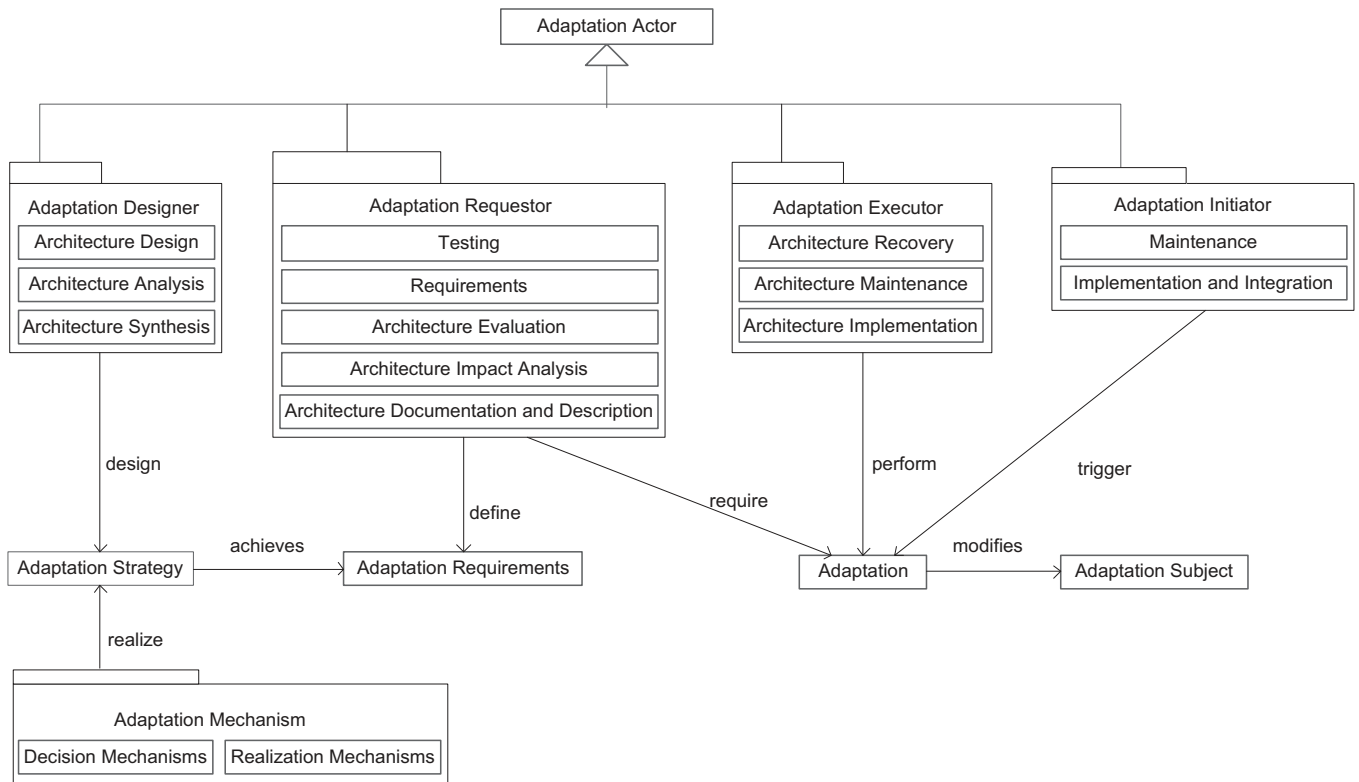 Adaptation Actor
Adaptation Designer
Architecture Design
Architecture Analysis
Architecture Synthesis
Adaptation Requestor
Testing
Requirements
Architecture Evaluation
Architecture Impact Analysis
Architecture Documentation and Description
Adaptation Executor
Architecture Recovery
Architecture Maintenance
Architecture Implementation
Adaptation Initiator
Maintenance
Implementation and Integration
design
define
require
perform
trigger
Adaptation Strategy
achieves
Adaptation Requirements
Adaptation
modifies
Adaptation Subject
realize
Adaptation Mechanism
Decision Mechanisms
Realization Mechanisms